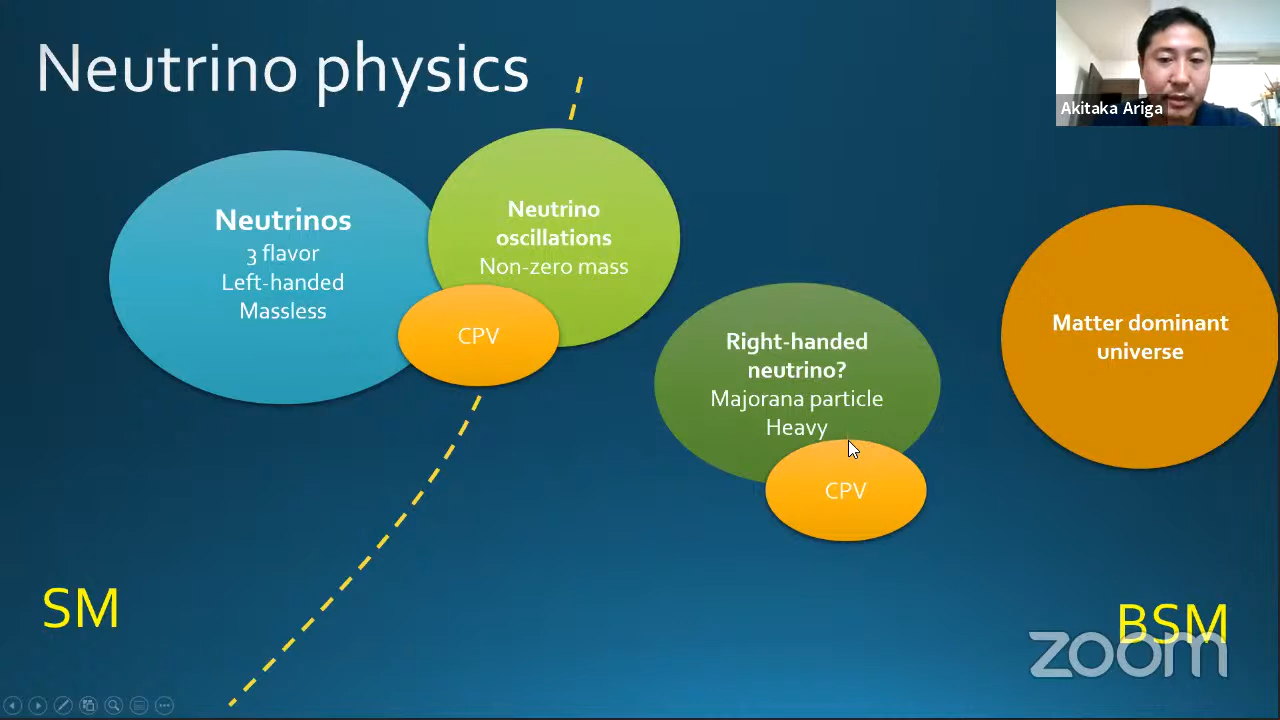 Neutrino physics
Akitaka Ariga
Neutrinos
3 flavor
Left-handed
Massless
Neutrino
oscillations
Non-zero mass
CPV
Right-handed
neutrino?
Majorana particle
Heavy
CPV
Matter dominant
universe
SM
BSM
zoom